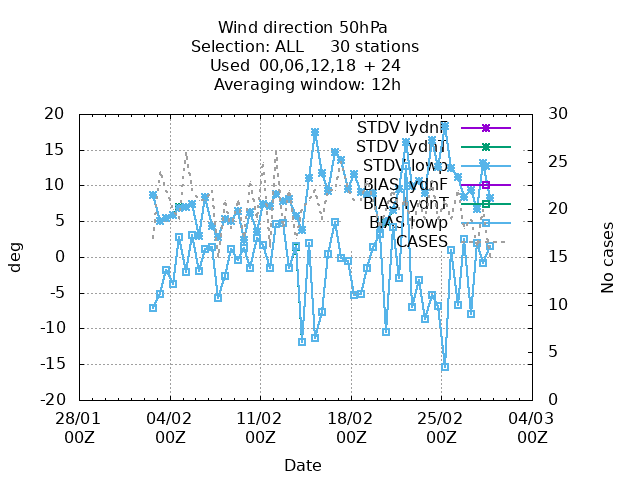 Wind direction 50hPa
Selection: ALL     30 stations
Used  00,06,12,18 + 24
Averaging window: 12h
20
15
10
5
0
-5
-10
-15
-20
deg
30
25
20
15
10
5
0
No cases
STDV lydnF
STDV lydnT
STDV lowp
BIAS lydnF
BIAS lydnT
BIAS lowp
CASES
28/01 04/02 11/02 18/02 25/02 04/03
00Z 00Z 00Z 00Z 00Z 00Z
Date